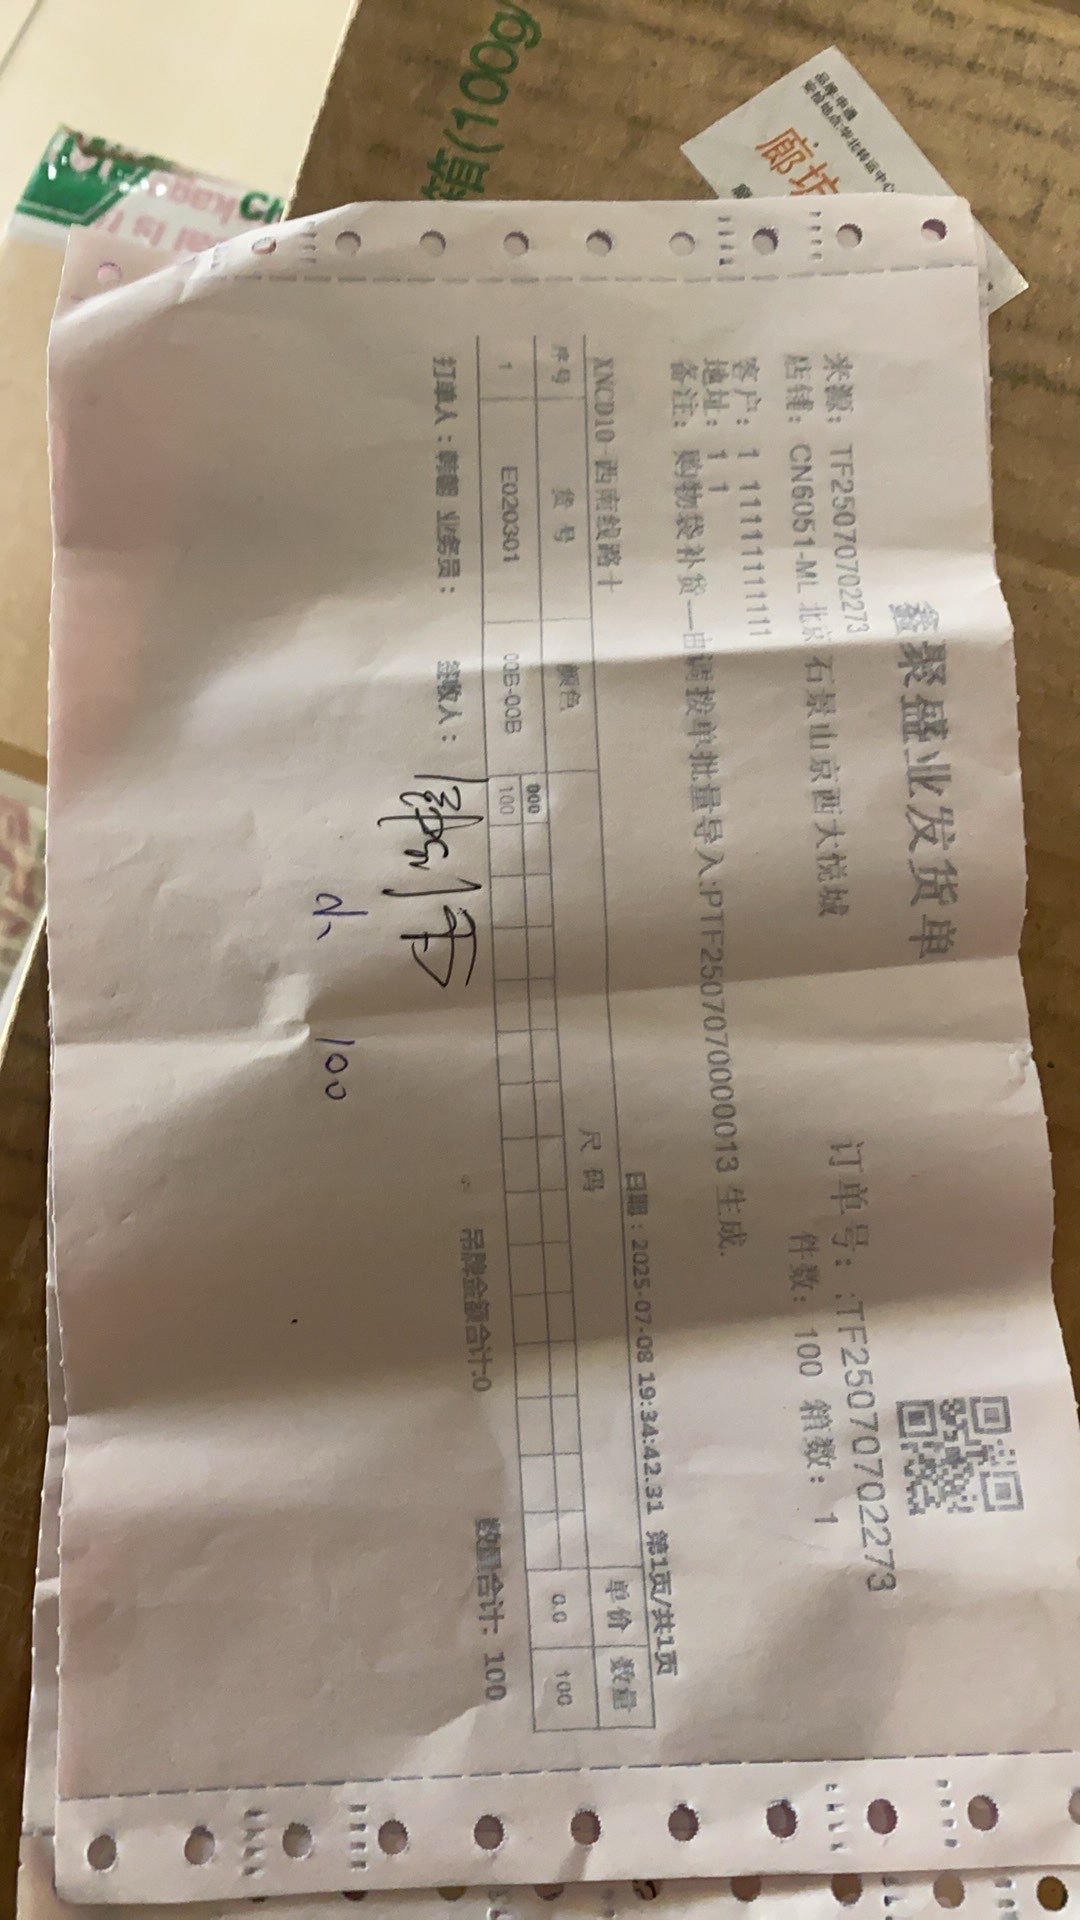 鑫聚盛业发货单
来源：TF25070702273
订单号：:TF25070702273
店铺：CN6051-ML 北京石景山京西大悦城
件数：100 箱数：1
客户：1 11111111111
地址：1 1
备注：购物袋补货—由调拨单批量导入:PTF250707000013 生成.
XNCD10-西南线路十
日期：2025-07-08 19:34:42.31 第1页/共1页
序号 货号 颜色 尺码 单价 数量
000
1 E020301 00B-00B 100 0.0 100
打单人：韩 业务员： 签收人：
吊牌金额合计:0 数量合计：100
小 100
箱(100g
廊坊